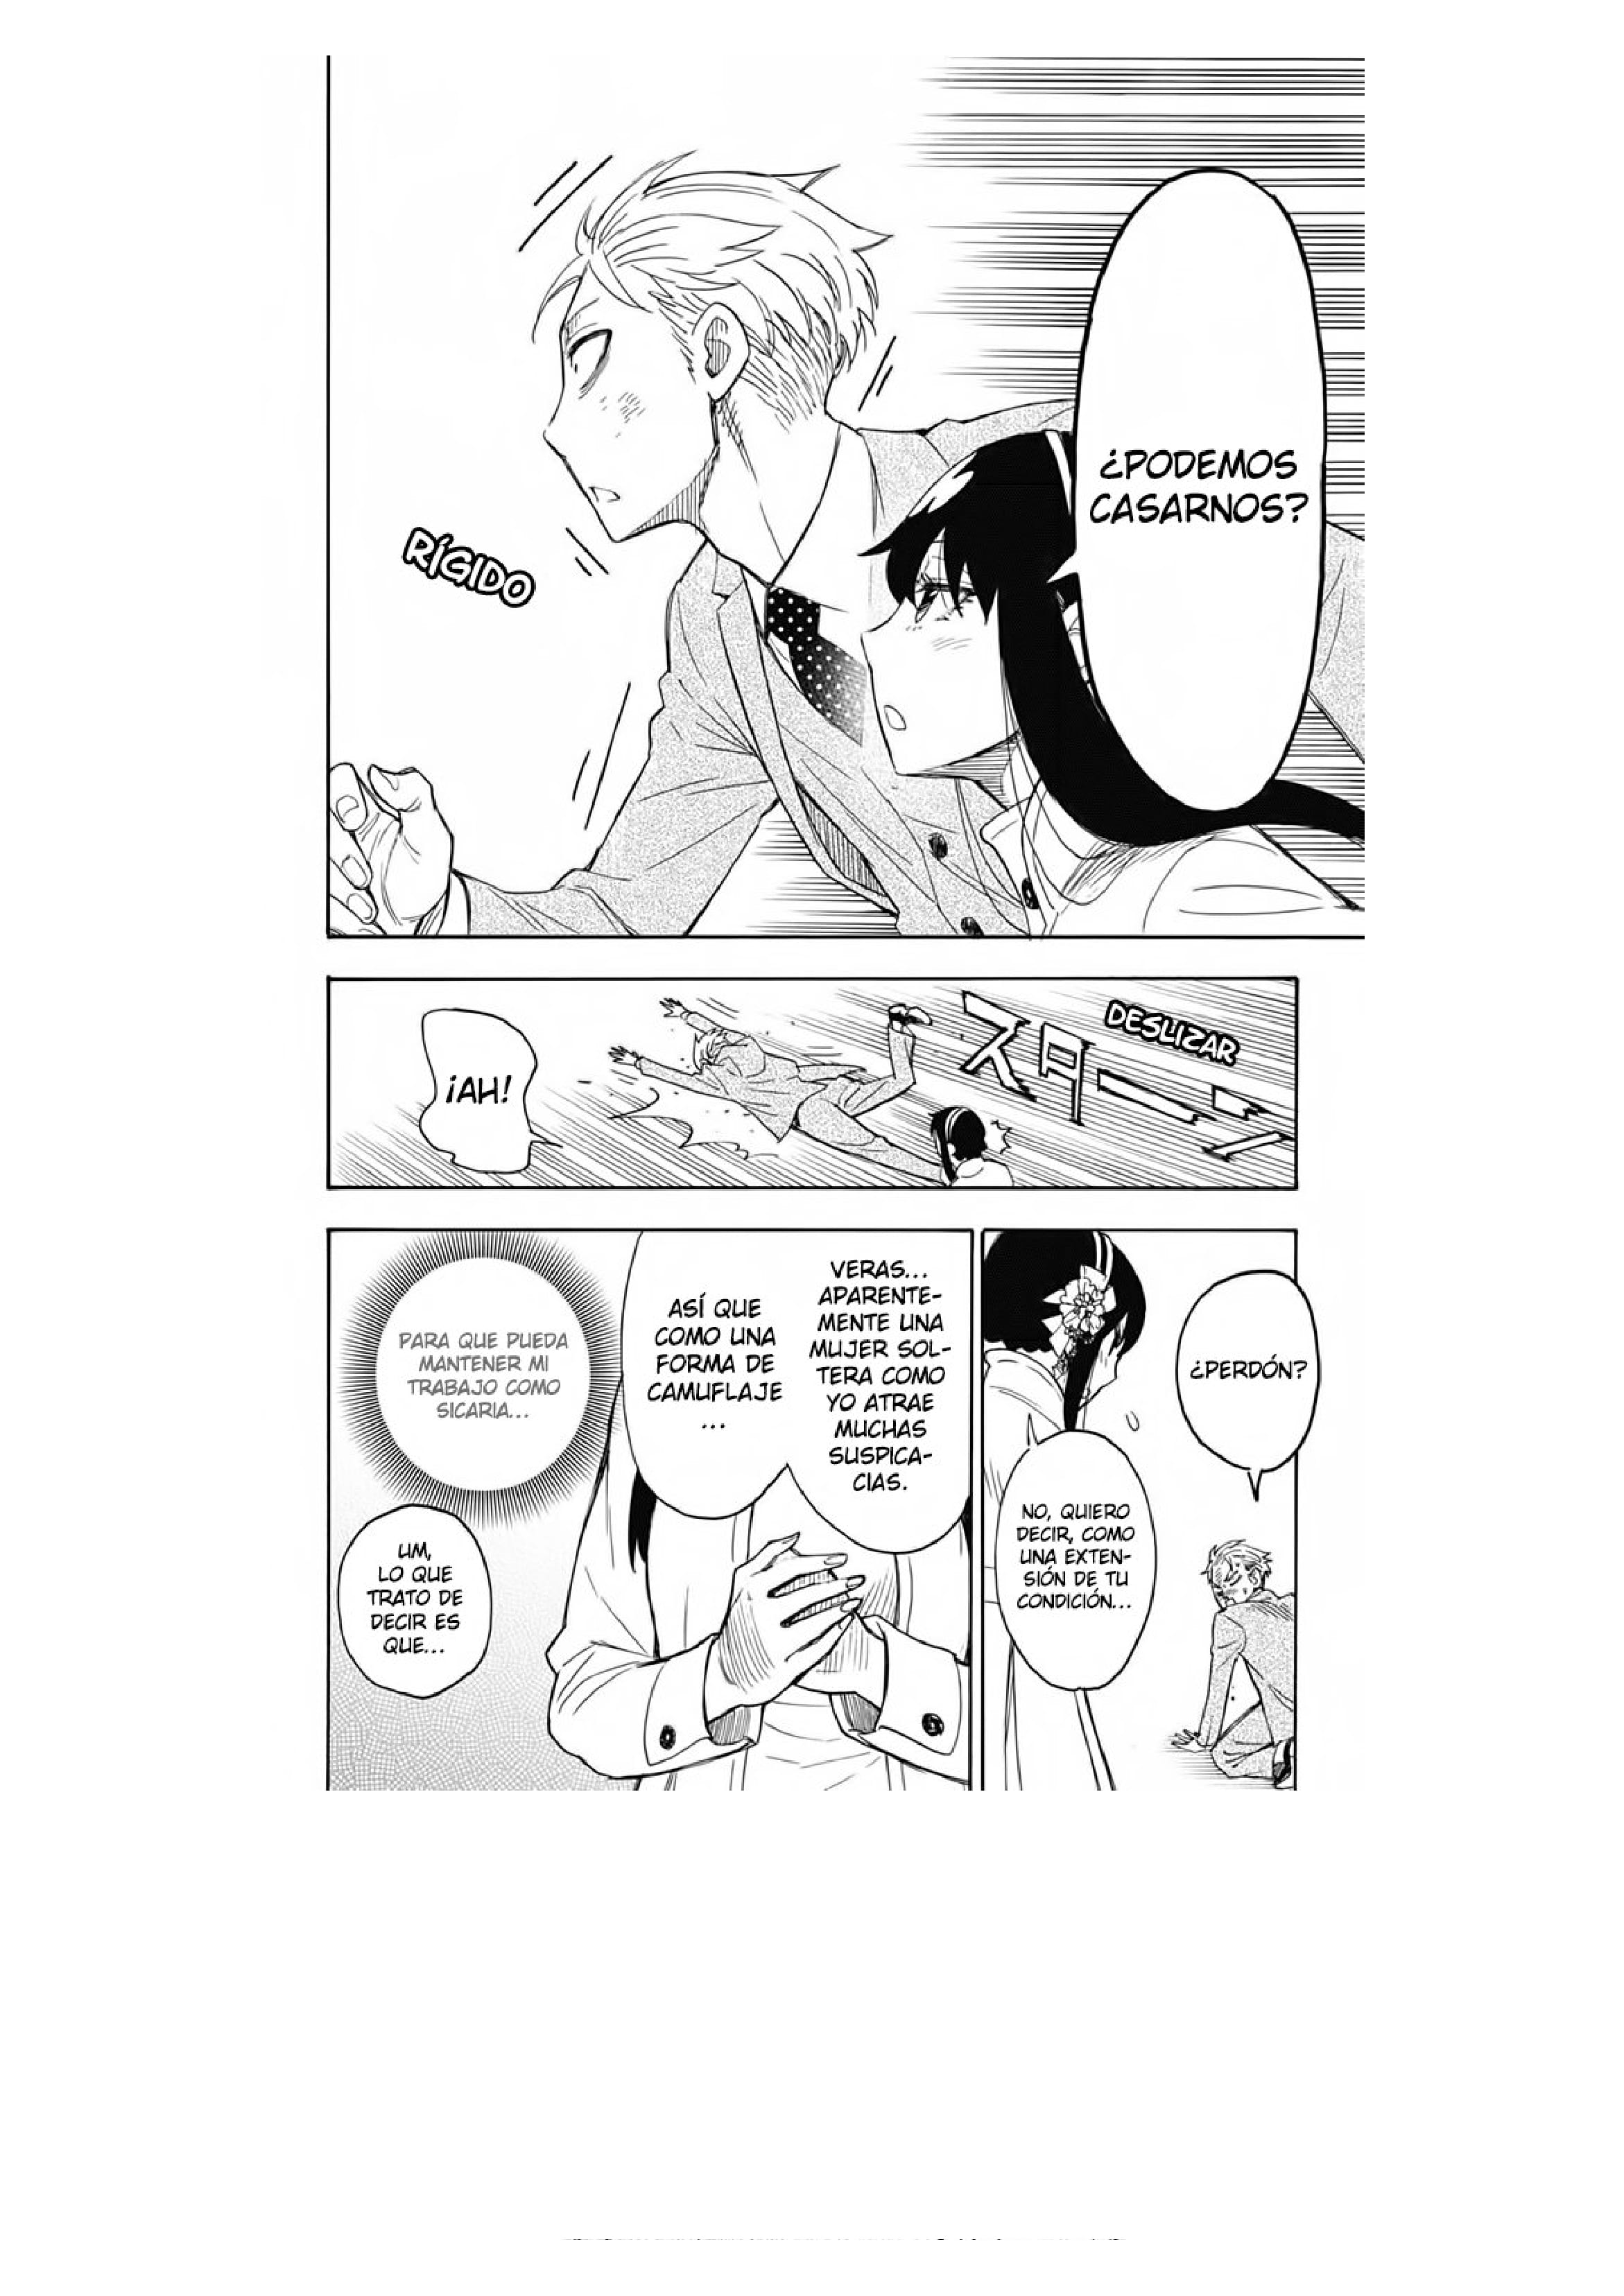 ¿PODEMOS
CASARNOS?
RÍGIDO
DESLIZAR
スターン
¡AH!
¿PERDÓN?
NO, QUIERO
DECIR, COMO
UNA EXTEN-
SIÓN DE TU
CONDICIÓN...
VERAS...
APARENTE-
MENTE UNA
MUJER SOL-
TERA COMO
YO ATRAE
MUCHAS
SUSPICA-
CIAS.
ASÍ QUE
COMO UNA
FORMA DE
CAMUFLAJE
...
PARA QUE PUEDA
MANTENER MI
TRABAJO COMO
SICARIA...
UM,
LO QUE
TRATO DE
DECIR ES
QUE...